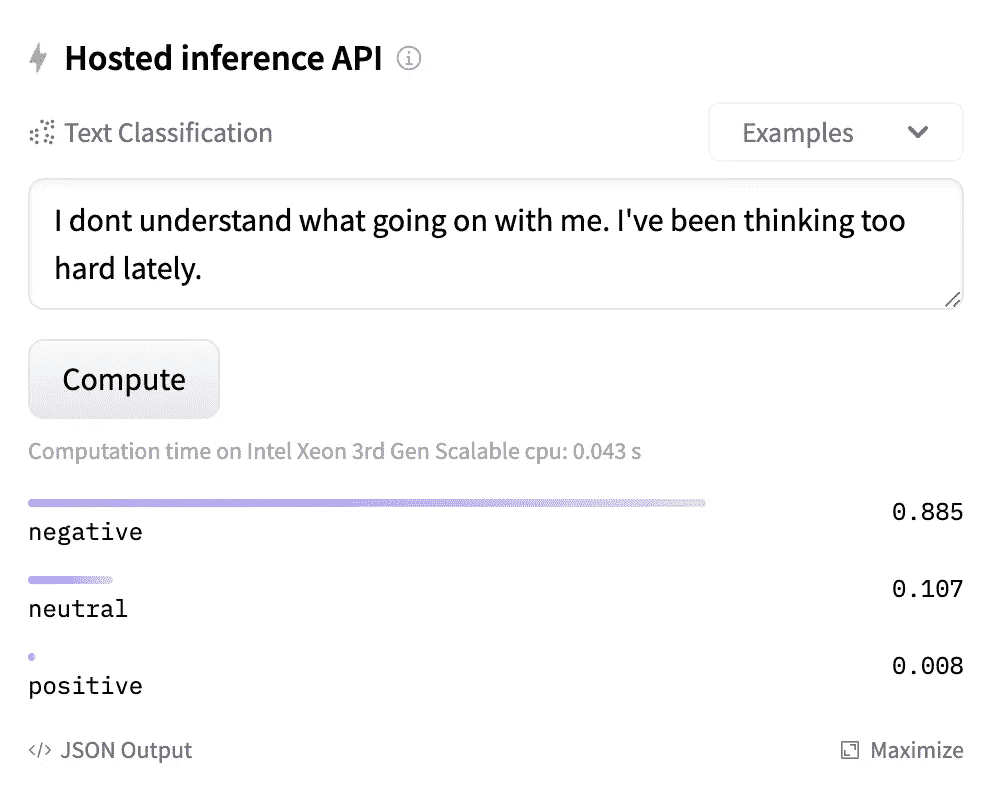 Hosted inference API
Text Classification
Examples
I dont understand what going on with me. I've been thinking too
hard lately.
Compute
Computation time on Intel Xeon 3rd Gen Scalable cpu: 0.043 s
negative 0.885
neutral 0.107
positive 0.008
</> JSON Output
Maximize